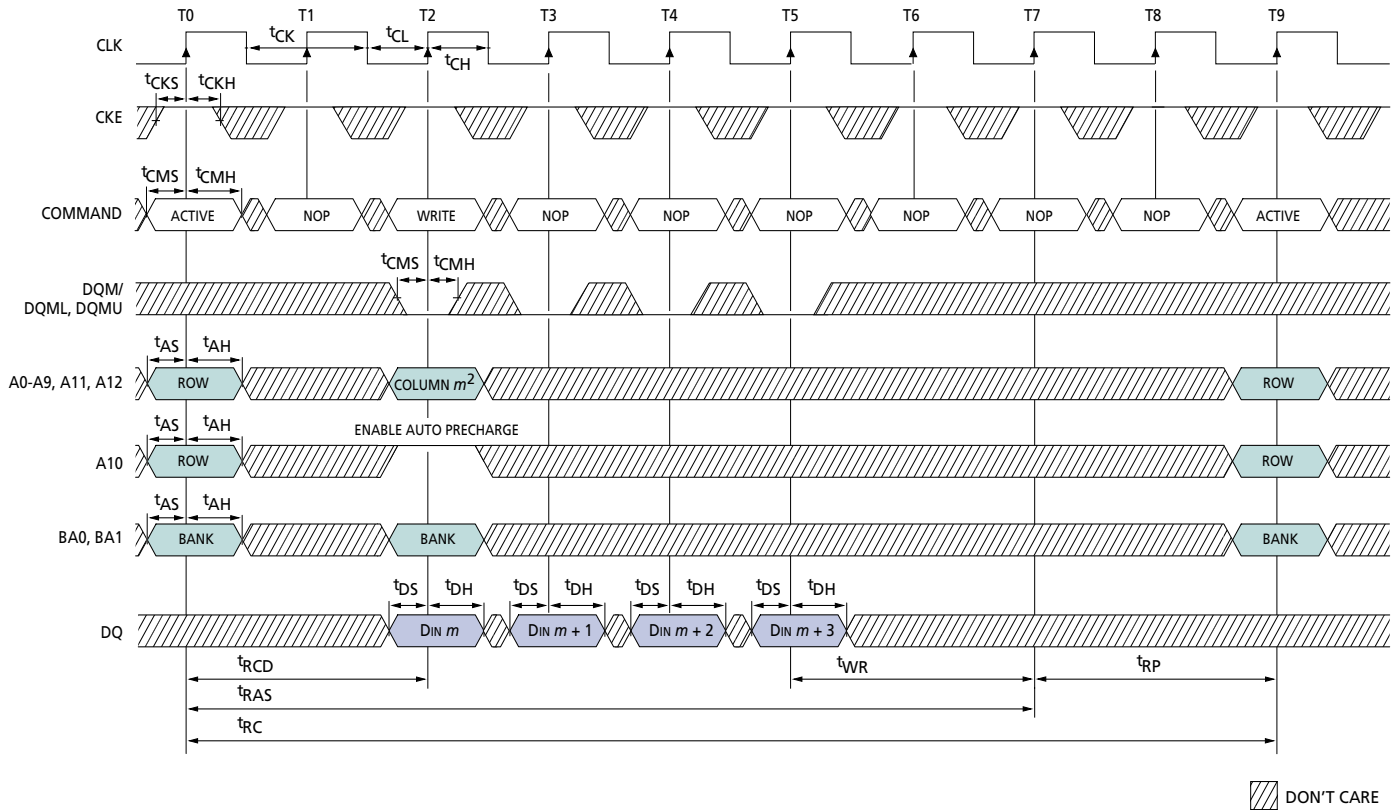 T0 T1 T2 T3 T4 T5 T6 T7 T8 T9
CLK tCK tCL tCH
tCKS tCKH
CKE
tCMS tCMH
COMMAND ACTIVE NOP WRITE NOP NOP NOP NOP NOP NOP ACTIVE
tCMS tCMH
DQM/
DQML, DQMU
tAS tAH
A0-A9, A11, A12 ROW COLUMN m2 ROW
tAS tAH ENABLE AUTO PRECHARGE
A10 ROW ROW
tAS tAH
BA0, BA1 BANK BANK BANK
tDS tDH tDS tDH tDS tDH tDS tDH
DQ DIN m DIN m + 1 DIN m + 2 DIN m + 3
tRCD tWR tRP
tRAS
tRC
DON'T CARE